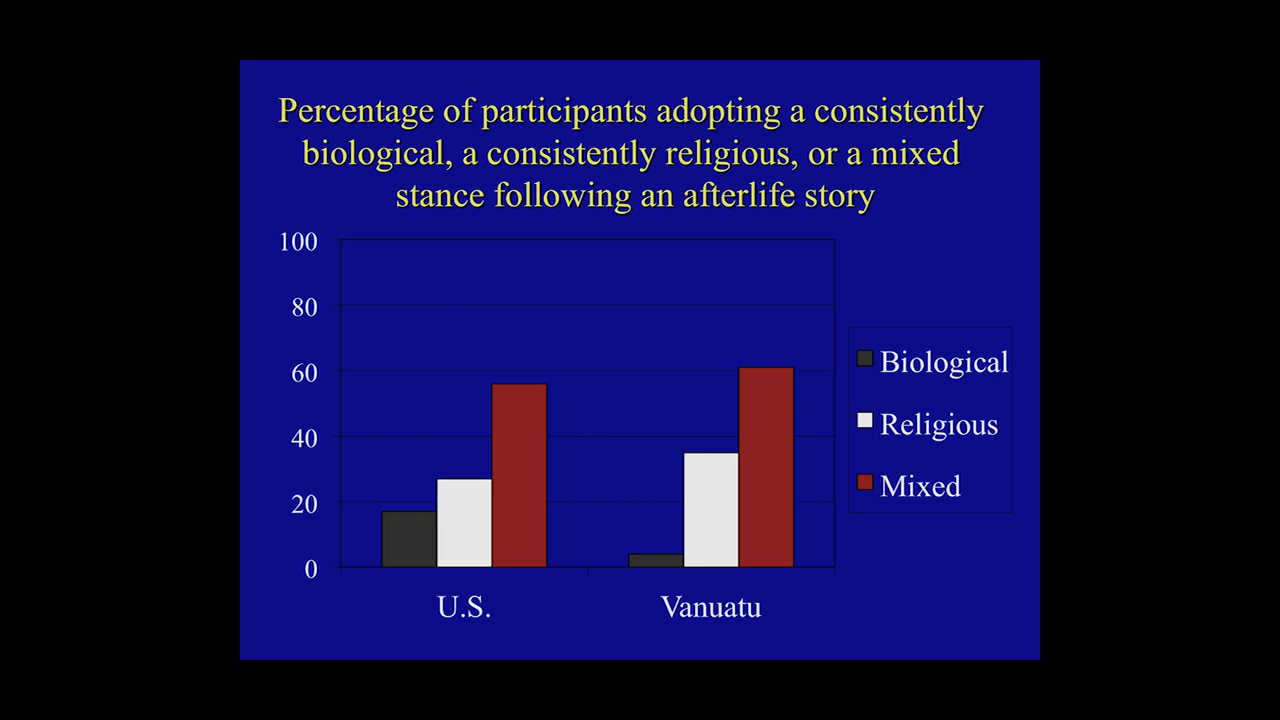 Percentage of participants adopting a consistently
biological, a consistently religious, or a mixed
stance following an afterlife story
100
80
60
40
20
0
U.S.
Vanuatu
Biological
Religious
Mixed